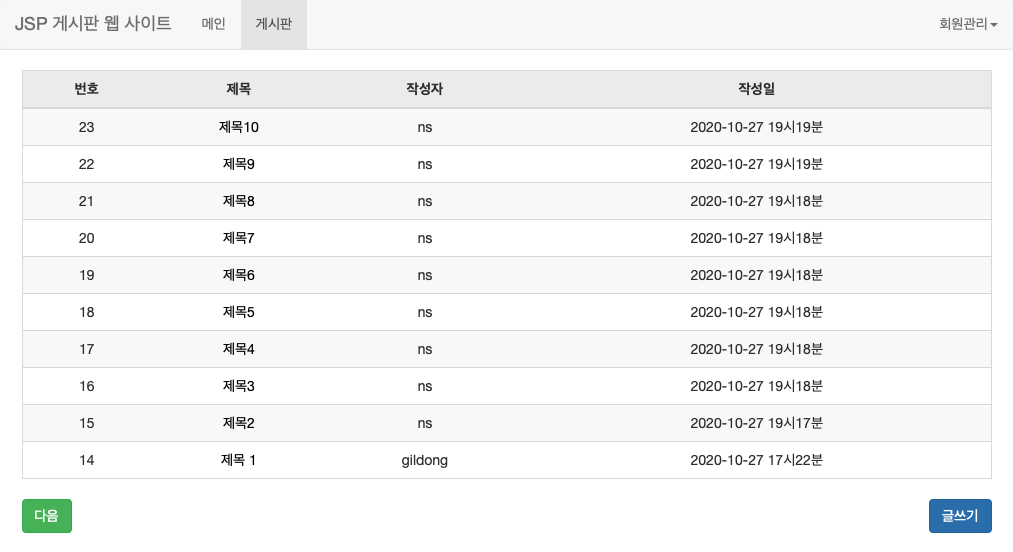 JSP 게시판 웹 사이트 메인 게시판 회원관리
번호 제목 작성자 작성일
23 제목10 ns 2020-10-27 19시19분
22 제목9 ns 2020-10-27 19시19분
21 제목8 ns 2020-10-27 19시18분
20 제목7 ns 2020-10-27 19시18분
19 제목6 ns 2020-10-27 19시18분
18 제목5 ns 2020-10-27 19시18분
17 제목4 ns 2020-10-27 19시18분
16 제목3 ns 2020-10-27 19시18분
15 제목2 ns 2020-10-27 19시17분
14 제목 1 gildong 2020-10-27 17시22분
다음 글쓰기